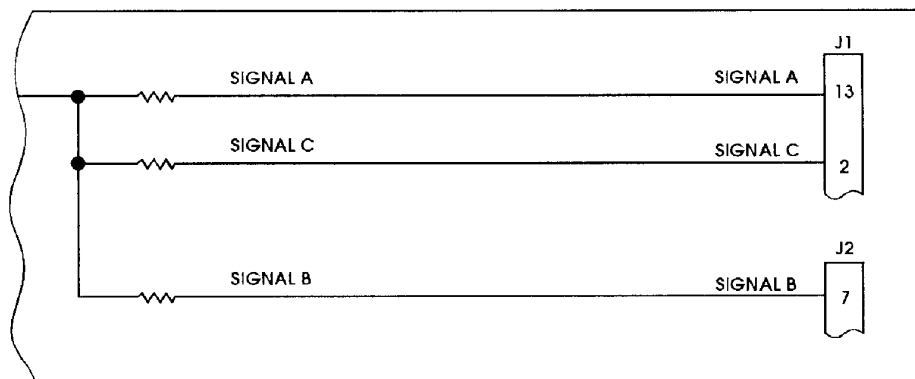 J1
SIGNAL A SIGNAL A 13
SIGNAL C SIGNAL C 2
J2
SIGNAL B SIGNAL B 7